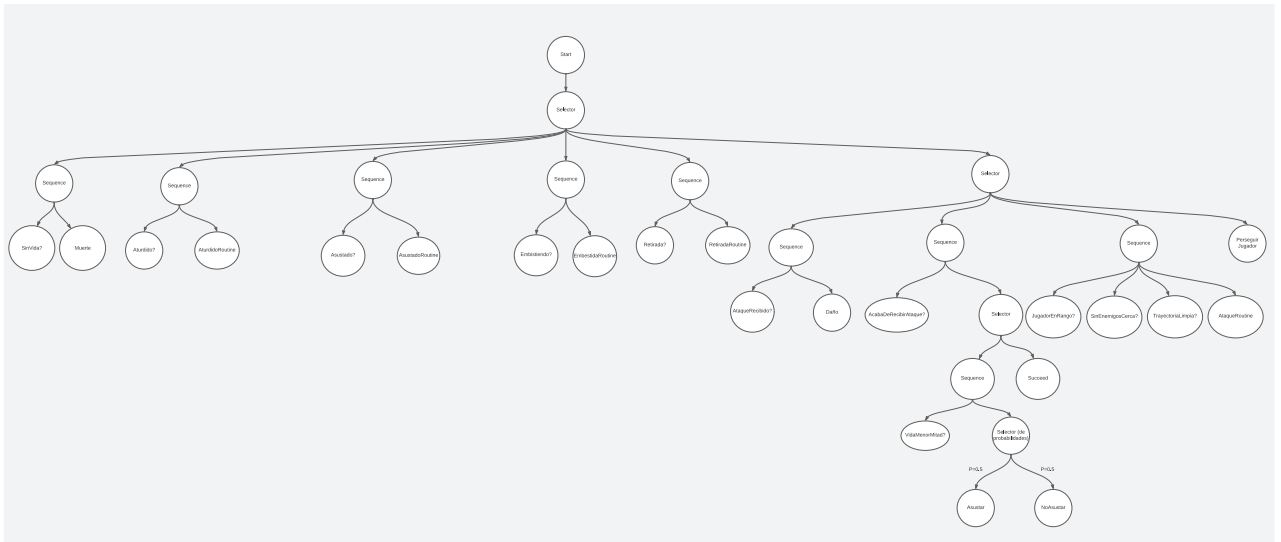 Start
Selector
Sequence
Sequence
Sequence
Sequence
Sequence
Selector
SinVida?
Muerte
Aturdido?
AturdidoRoutine
Asustado?
AsustadoRoutine
Embistiendo?
EmbestidaRoutine
Retirada?
RetiradaRoutine
Sequence
Sequence
Sequence
Perseguir
Jugador
AtaqueRecibido?
Daño
AcabaDeRecibirAtaque?
Selector
JugadorEnRango?
SinEnemigosCerca?
TrayectoriaLimpia?
AtaqueRoutine
Sequence
Succeed
VidaMenorMitad?
Selector (de
probabilidades)
P=0.5
P=0.5
Asustar
NoAsustar